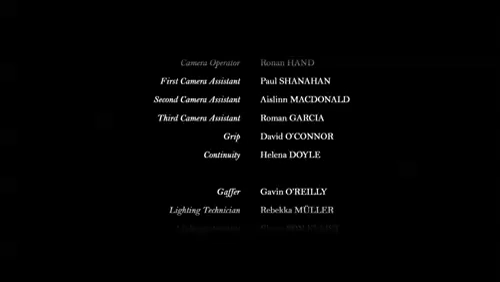 Camera Operator Ronan HAND
First Camera Assistant Paul SHANAHAN
Second Camera Assistant Aislinn MACDONALD
Third Camera Assistant Roman GARCIA
Grip David O'CONNOR
Continuity Helena DOYLE
Gaffer Gavin O'REILLY
Lighting Technician Rebekka MÜLLER